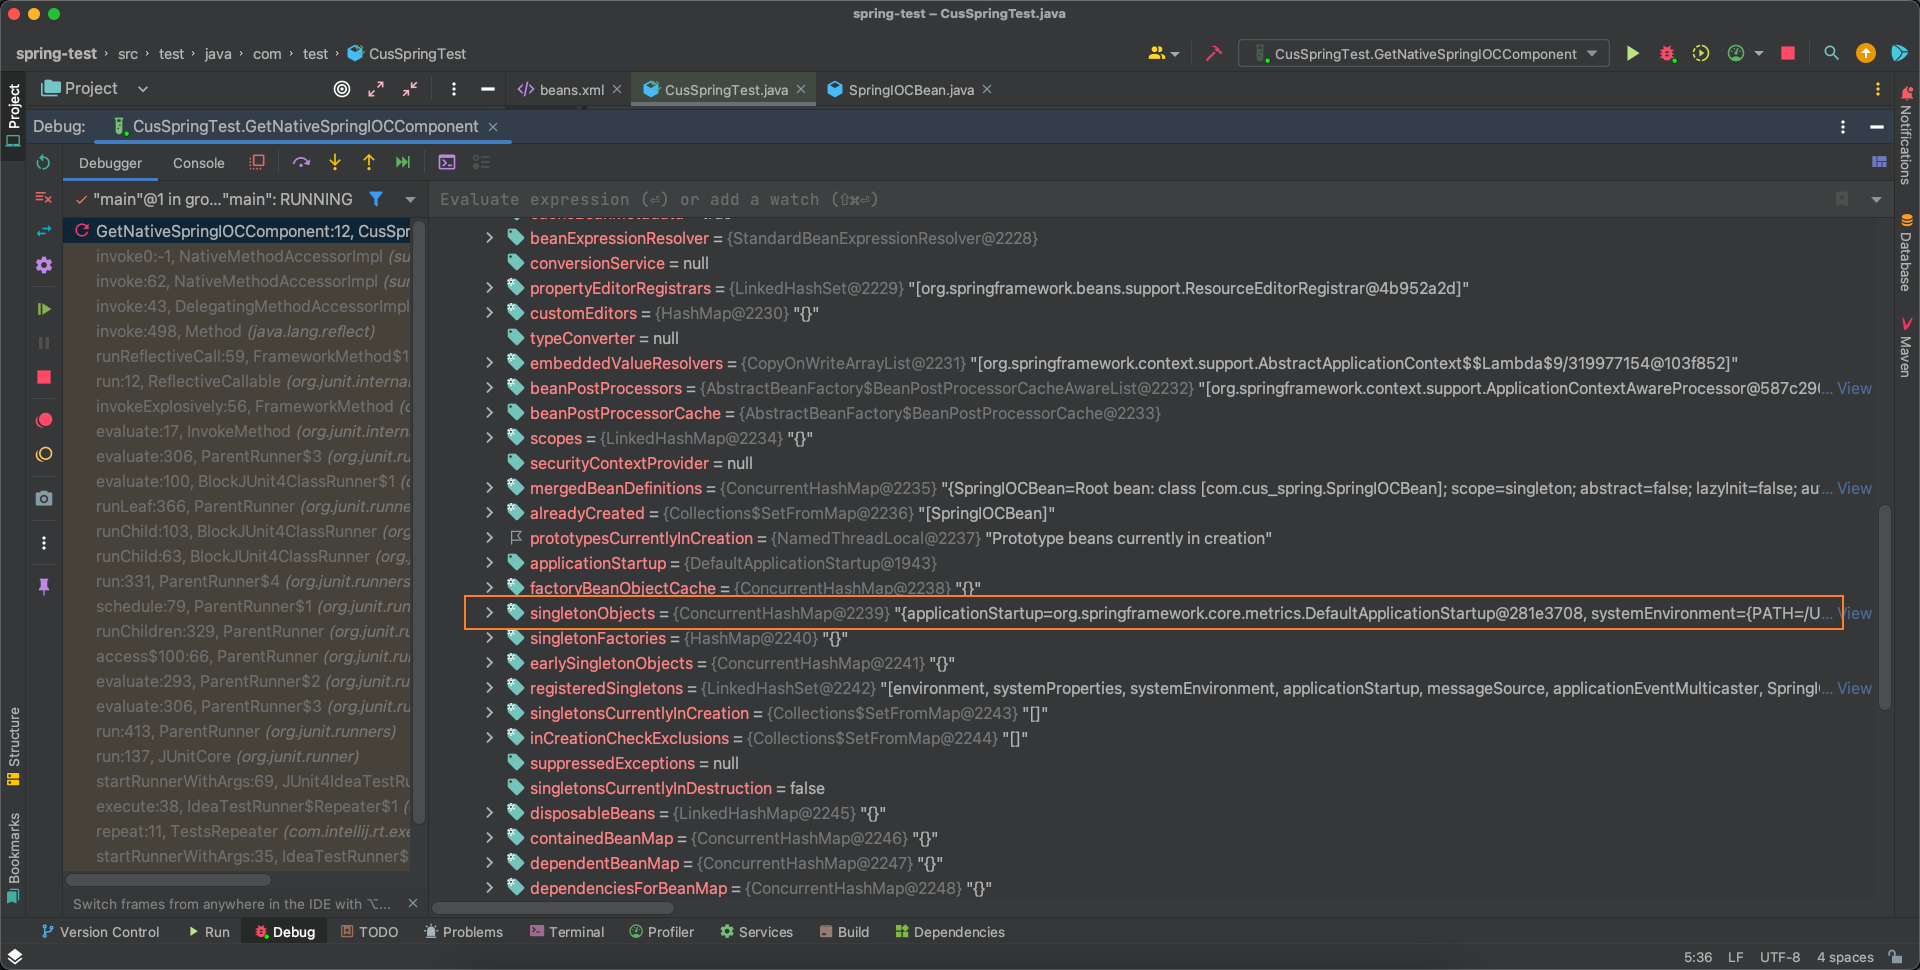 spring-test – CusSpringTest.java
spring-test › src › test › java › com › test › CusSpringTest
CusSpringTest.GetNativeSpringIOCComponent
Project
beans.xml
CusSpringTest.java
SpringIOCBean.java
Debug:
CusSpringTest.GetNativeSpringIOCComponent
Debugger
Console
"main"@1 in gro..."main": RUNNING
Evaluate expression (⏎) or add a watch (⇧⌘⏎)
GetNativeSpringIOCComponent:12, CusSpr
invoke0:-1, NativeMethodAccessorImpl (su
invoke:62, NativeMethodAccessorImpl (sun
invoke:43, DelegatingMethodAccessorImpl
invoke:498, Method (java.lang.reflect)
runReflectiveCall:59, FrameworkMethod$1
run:12, ReflectiveCallable (org.junit.interna
invokeExplosively:56, FrameworkMethod (o
evaluate:17, InvokeMethod (org.junit.intern
evaluate:306, ParentRunner$3 (org.junit.ru
evaluate:100, BlockJUnit4ClassRunner$1 (o
runLeaf:366, ParentRunner (org.junit.runne
runChild:103, BlockJUnit4ClassRunner (org
runChild:63, BlockJUnit4ClassRunner (org.j
run:331, ParentRunner$4 (org.junit.runners
schedule:79, ParentRunner$1 (org.junit.run
runChildren:329, ParentRunner (org.junit.ru
access$100:66, ParentRunner (org.junit.run
evaluate:293, ParentRunner$2 (org.junit.ru
evaluate:306, ParentRunner$3 (org.junit.ru
run:413, ParentRunner (org.junit.runners)
run:137, JUnitCore (org.junit.runner)
startRunnerWithArgs:69, JUnit4IdeaTestRu
execute:38, IdeaTestRunner$Repeater$1 (
repeat:11, TestsRepeater (com.intellij.rt.exe
startRunnerWithArgs:35, IdeaTestRunner$
Switch frames from anywhere in the IDE with ⌥...
beanExpressionResolver = {StandardBeanExpressionResolver@2228}
conversionService = null
propertyEditorRegistrars = {LinkedHashSet@2229} "[org.springframework.beans.support.ResourceEditorRegistrar@4b952a2d]"
customEditors = {HashMap@2230} "{}"
typeConverter = null
embeddedValueResolvers = {CopyOnWriteArrayList@2231} "[org.springframework.context.support.AbstractApplicationContext$$Lambda$9/319977154@103f852]"
beanPostProcessors = {AbstractBeanFactory$BeanPostProcessorCacheAwareList@2232} "[org.springframework.context.support.ApplicationContextAwareProcessor@587c290... View
beanPostProcessorCache = {AbstractBeanFactory$BeanPostProcessorCache@2233}
scopes = {LinkedHashMap@2234} "{}"
securityContextProvider = null
mergedBeanDefinitions = {ConcurrentHashMap@2235} "{SpringIOCBean=Root bean: class [com.cus_spring.SpringIOCBean]; scope=singleton; abstract=false; lazyInit=false; au... View
alreadyCreated = {Collections$SetFromMap@2236} "[SpringIOCBean]"
prototypesCurrentlyInCreation = {NamedThreadLocal@2237} "Prototype beans currently in creation"
applicationStartup = {DefaultApplicationStartup@1943}
factoryBeanObjectCache = {ConcurrentHashMap@2238} "{}"
singletonObjects = {ConcurrentHashMap@2239} "{applicationStartup=org.springframework.core.metrics.DefaultApplicationStartup@281e3708, systemEnvironment={PATH=/U... View
singletonFactories = {HashMap@2240} "{}"
earlySingletonObjects = {ConcurrentHashMap@2241} "{}"
registeredSingletons = {LinkedHashSet@2242} "[environment, systemProperties, systemEnvironment, applicationStartup, messageSource, applicationEventMulticaster, SpringI... View
singletonsCurrentlyInCreation = {Collections$SetFromMap@2243} "[]"
inCreationCheckExclusions = {Collections$SetFromMap@2244} "[]"
suppressedExceptions = null
singletonsCurrentlyInDestruction = false
disposableBeans = {LinkedHashMap@2245} "{}"
containedBeanMap = {ConcurrentHashMap@2246} "{}"
dependentBeanMap = {ConcurrentHashMap@2247} "{}"
dependenciesForBeanMap = {ConcurrentHashMap@2248} "{}"
Project
Structure
Bookmarks
Notifications
Database
Maven
Version Control
Run
Debug
TODO
Problems
Terminal
Profiler
Services
Build
Dependencies
5:36 LF UTF-8 4 spaces